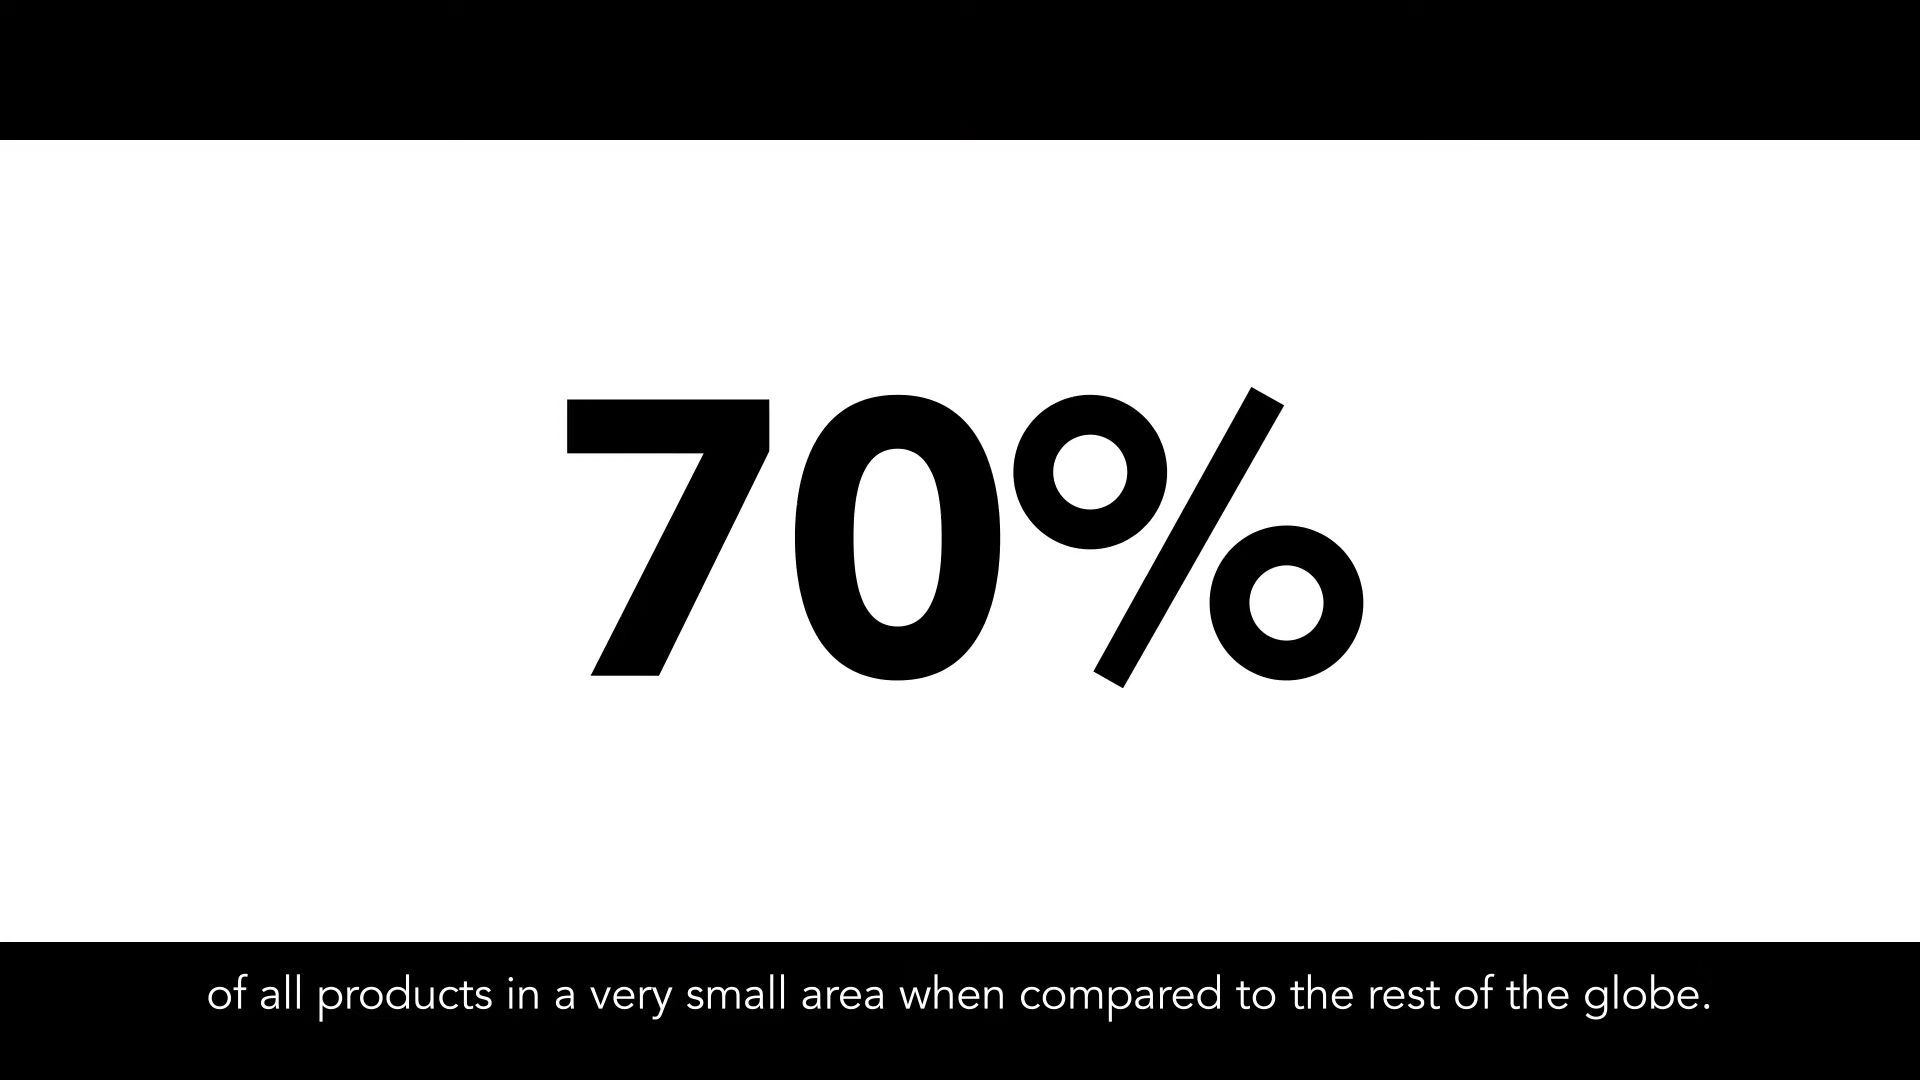 70%
of all products in a very small area when compared to the rest of the globe.